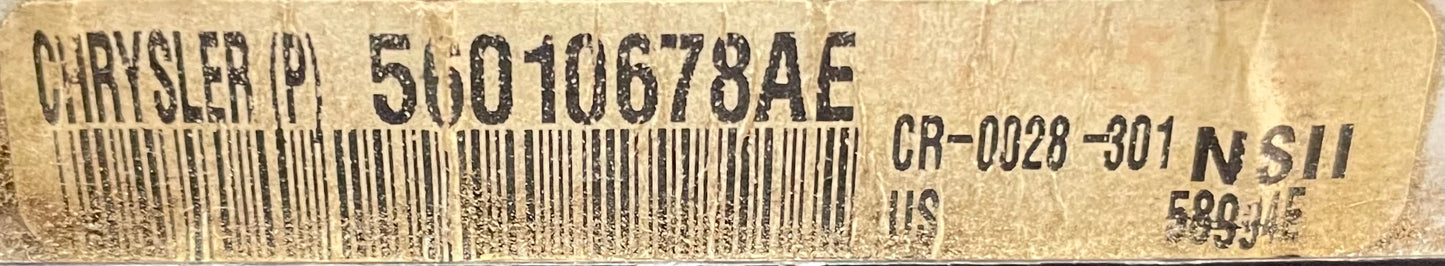 CHRYSLER (P) 56010678AE
CR-0028-301 NSII
US